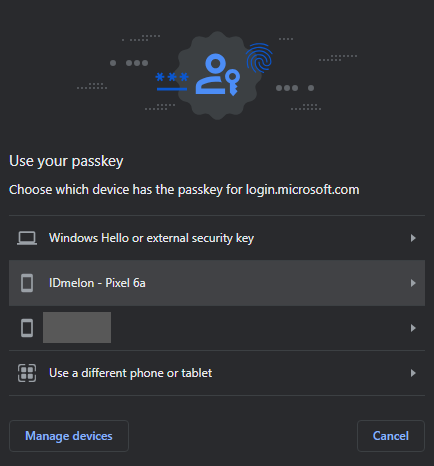 Use your passkey
Choose which device has the passkey for login.microsoft.com
Windows Hello or external security key
IDmelon - Pixel 6a
Use a different phone or tablet
Manage devices
Cancel